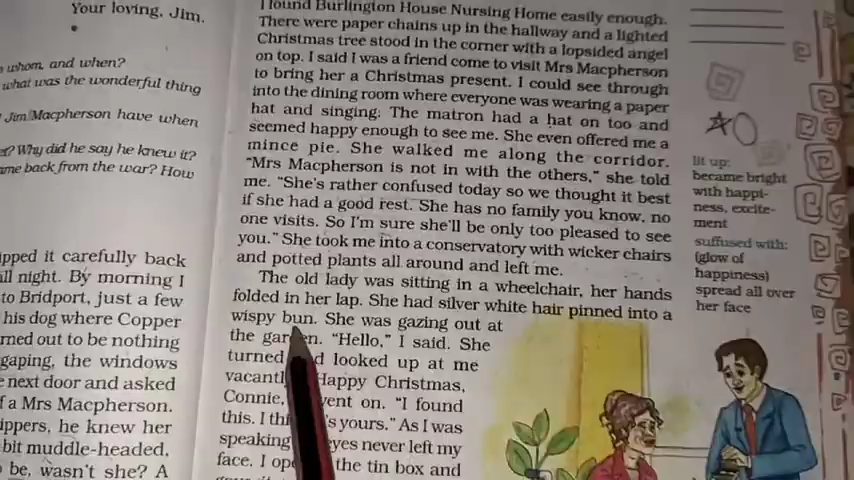 Your loving, Jim.
whom, and when?
what was the wonderful thing
Jim Macpherson have when
Why did he say he knew it?
back from the war? How
it carefully back
all night. By morning I
to Bridport, just a few
his dog where Copper
out to be nothing
gaping, the windows
next door and asked
a Mrs Macpherson.
he knew her
bit muddle-headed,
be, wasn't she? A
I found Burlington House Nursing Home easily enough.
There were paper chains up in the hallway and a lighted
Christmas tree stood in the corner with a lopsided angel
on top. I said I was a friend come to visit Mrs Macpherson
to bring her a Christmas present. I could see through
into the dining room where everyone was wearing a paper
hat and singing. The matron had a hat on too and
seemed happy enough to see me. She even offered me a
mince pie. She walked me along the corridor.
"Mrs Macpherson is not in with the others," she told
me. "She's rather confused today so we thought it best
if she had a good rest. She has no family you know, no
one visits. So I'm sure she'll be only too pleased to see
you." She took me into a conservatory with wicker chairs
and potted plants all around and left me.
The old lady was sitting in a wheelchair, her hands
folded in her lap. She had silver white hair pinned into a
wispy bun. She was gazing out at
the "Hello," I said. She
turned looked up at me
Happy Christmas,
Connie, went on. "I found
this. I yours." As I was
speaking eyes never left my
face. I the tin box and
lit up:
became bright
with happi-
ness, excite-
ment
suffused with:
(glow of
happiness)
spread all over
her face